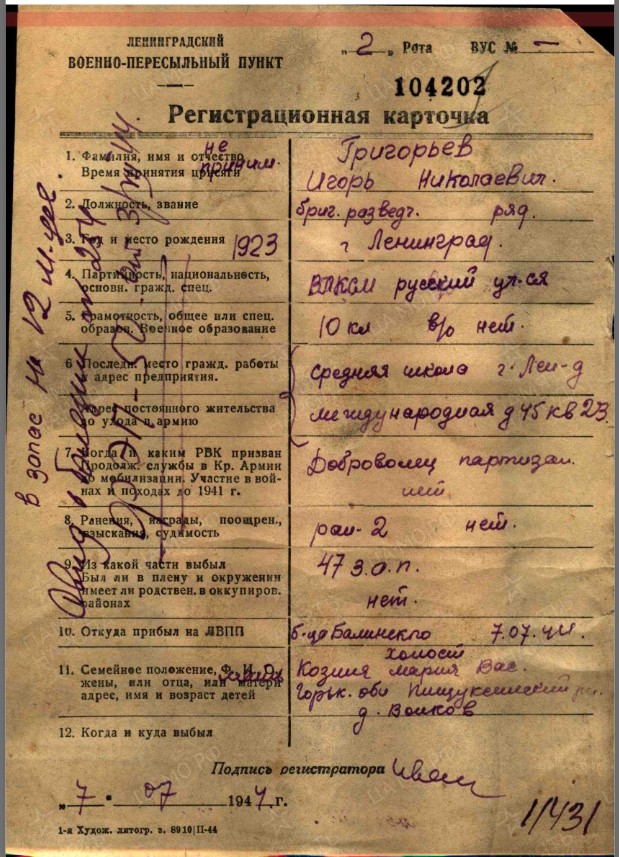 ЛЕНИНГРАДСКИЙ
ВОЕННО-ПЕРЕСЫЛЬНЫЙ ПУНКТ
„2„ Рота ВУС № —
104202
Регистрационная карточка
1. Фамилия, имя и отчество
Время принятия присяги
не
приним.
Григорьев
Игорь Николаевич.
2. Должность, звание
бриг. разведч. ряд.
3. Год и место рождения 1923
г Ленинград.
4. Партийность, национальность,
основн. гражд. спец.
ВЛКСМ русский уч-ся
5. Грамотность, общее или спец.
образов. Военное образование
10 кл в/о нет.
6 Последн. место гражд. работы
и адрес предприятия.
Средняя школа г. Лен-д
Адрес постоянного жительства
до ухода в армию
международная д 45 кв 273.
7. Когда и каким РВК призван
Продолж. службы в Кр. Армии
по мобилизации. Участие в вой-
нах и походах до 1941 г.
Доброволец партизан.
нет
8. Ранения, награды, поощрен.,
взыскания, судимость
ран-2 нет.
9. Из какой части выбыл
Был ли в плену и окружении
имеет ли родствен. в оккупиров.
районах
47 з.о.п.
нет.
10. Откуда прибыл на ЛВПП
7.07.44.
11. Семейное положение, Ф. И. О.
жены, или отца, или матери
адрес, имя и возраст детей
холост
Мария Вас.
Горьк. обл
д. Волков
12. Когда и куда выбыл
Подпись регистратора Иван
„ 7 " 07 1944 г.
1-я Худож. литогр. з. 8910|II-44
1/431
в запас на 12 м-цев.